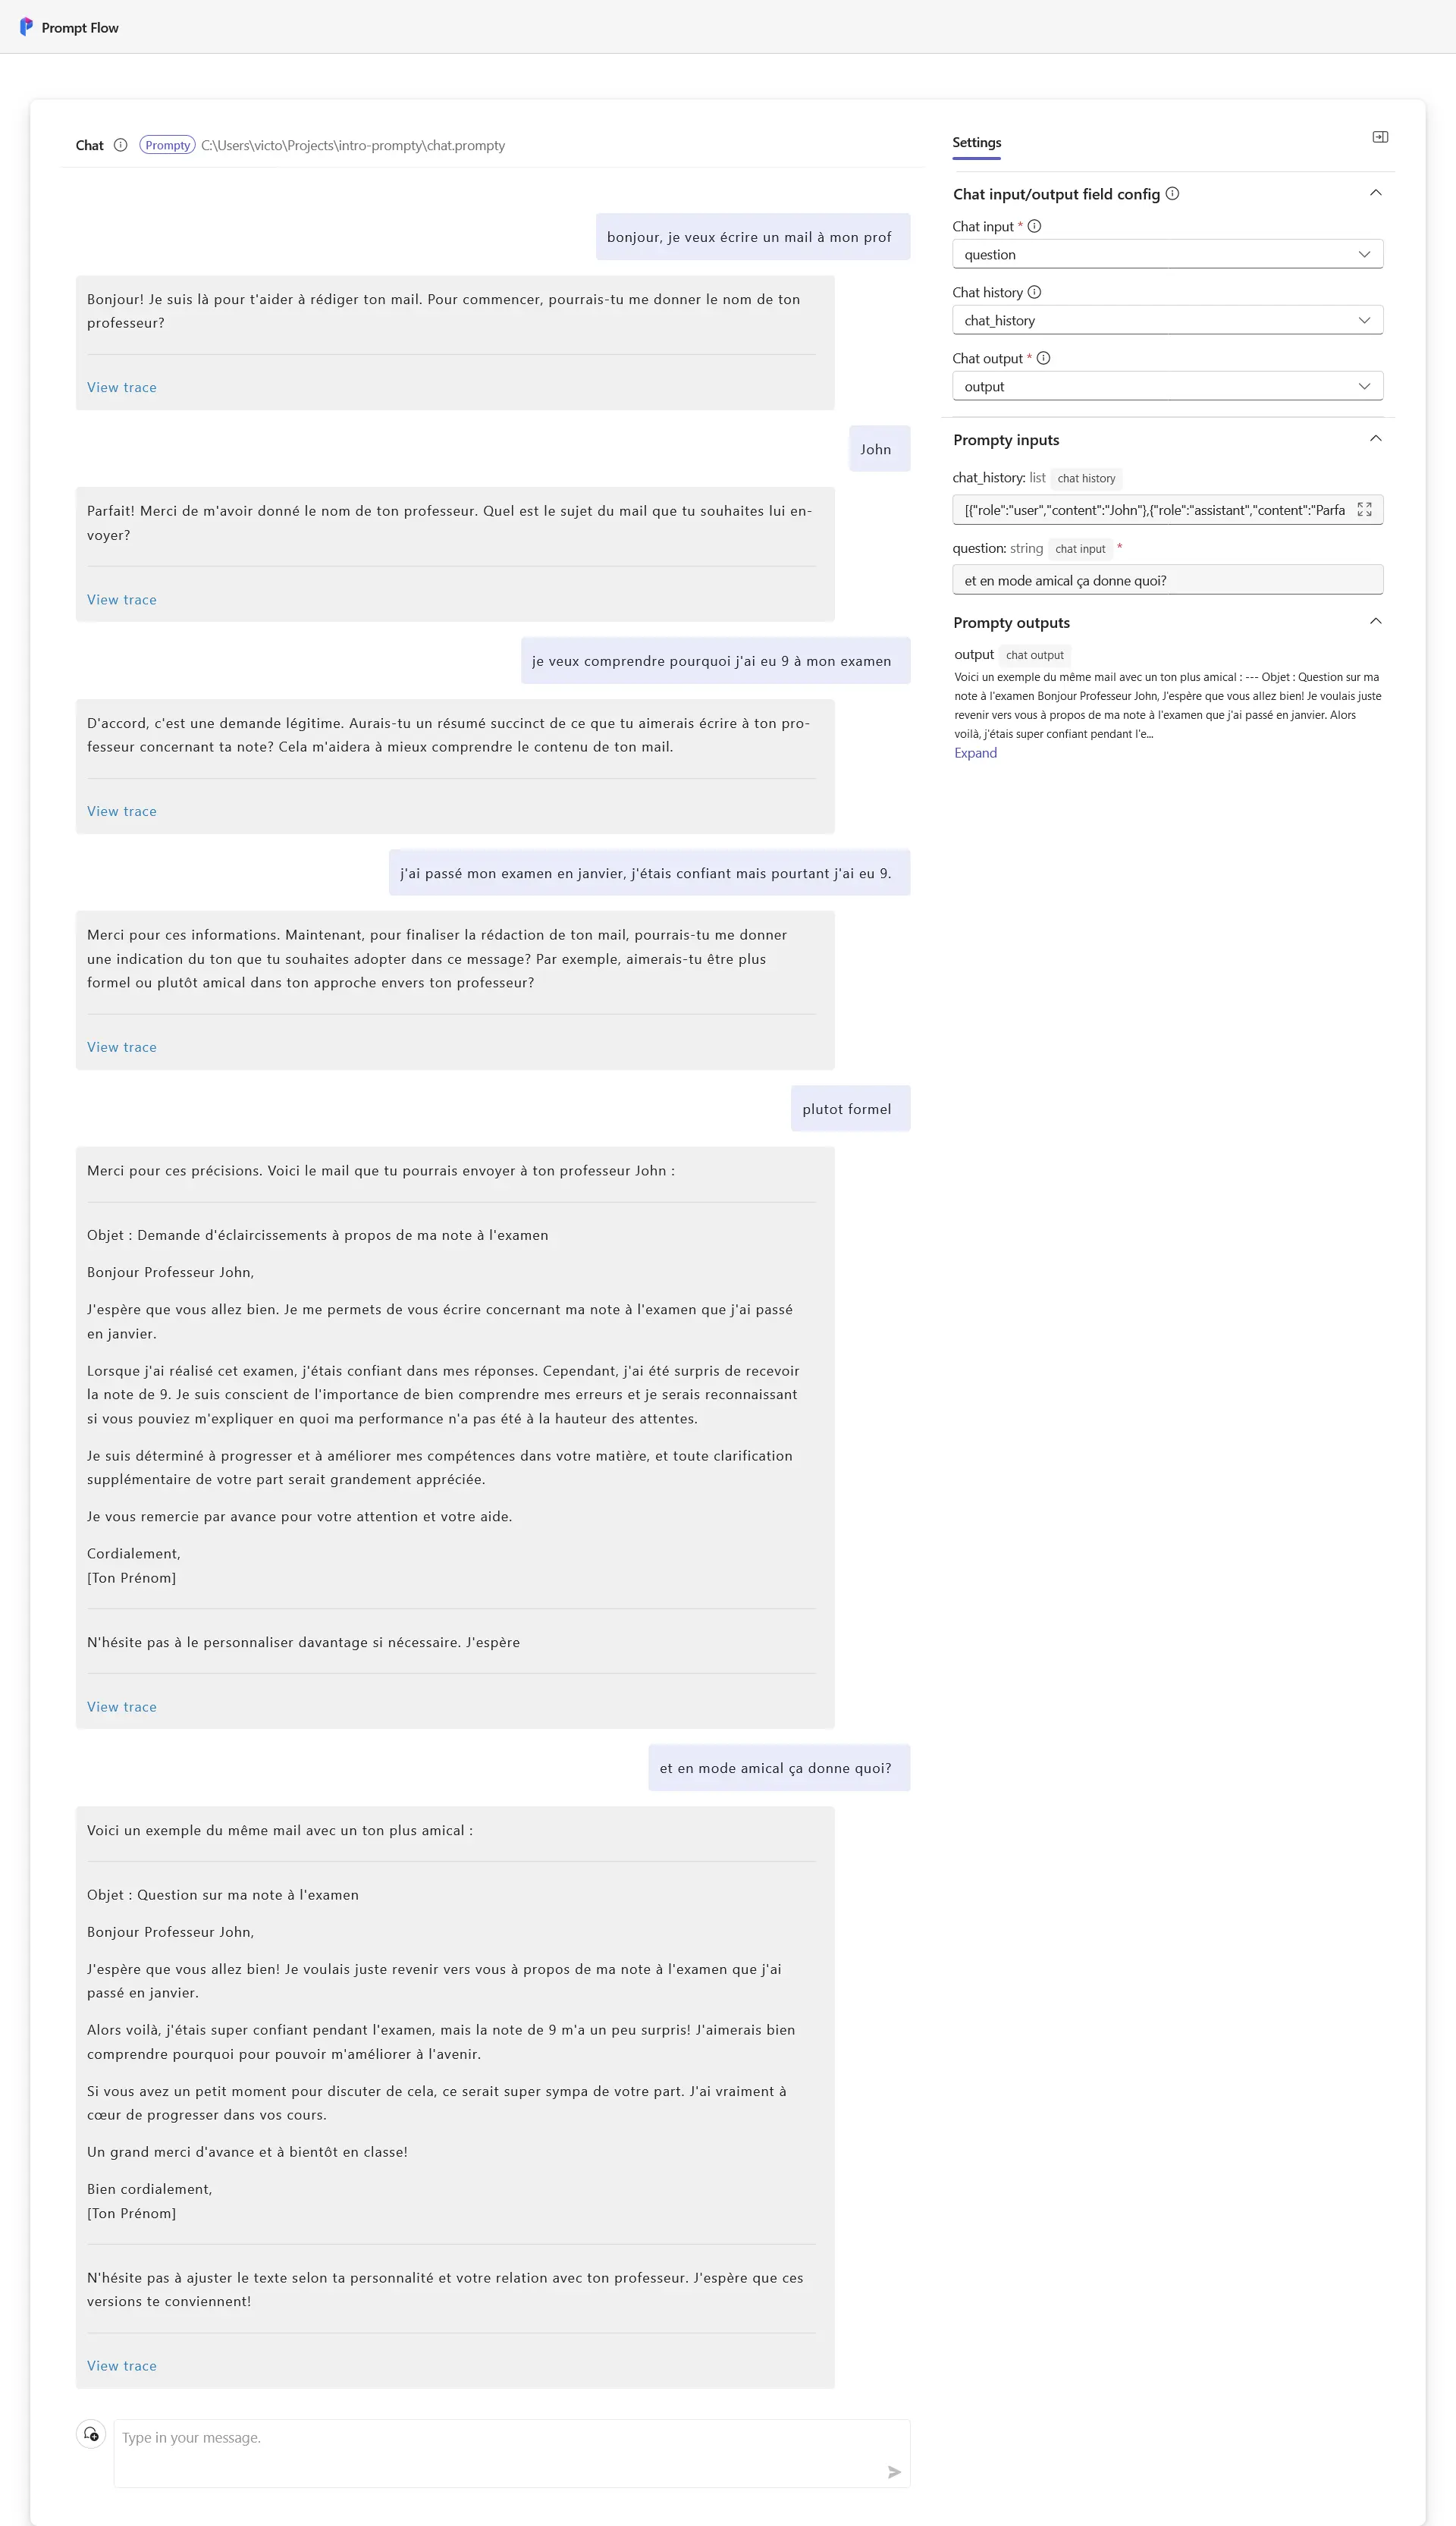 Prompt Flow
Chat Prompty C:\Users\victo\Projects\intro-prompty\chat.prompty
bonjour, je veux écrire un mail à mon prof
Bonjour! Je suis là pour t'aider à rédiger ton mail. Pour commencer, pourrais-tu me donner le nom de ton
professeur?
View trace
John
Parfait! Merci de m'avoir donné le nom de ton professeur. Quel est le sujet du mail que tu souhaites lui en-
voyer?
View trace
je veux comprendre pourquoi j'ai eu 9 à mon examen
D'accord, c'est une demande légitime. Aurais-tu un résumé succinct de ce que tu aimerais écrire à ton pro-
fesseur concernant ta note? Cela m'aidera à mieux comprendre le contenu de ton mail.
View trace
j'ai passé mon examen en janvier, j'étais confiant mais pourtant j'ai eu 9.
Merci pour ces informations. Maintenant, pour finaliser la rédaction de ton mail, pourrais-tu me donner
une indication du ton que tu souhaites adopter dans ce message? Par exemple, aimerais-tu être plus
formel ou plutôt amical dans ton approche envers ton professeur?
View trace
plutot formel
Merci pour ces précisions. Voici le mail que tu pourrais envoyer à ton professeur John :
Objet : Demande d'éclaircissements à propos de ma note à l'examen
Bonjour Professeur John,
J'espère que vous allez bien. Je me permets de vous écrire concernant ma note à l'examen que j'ai passé
en janvier.
Lorsque j'ai réalisé cet examen, j'étais confiant dans mes réponses. Cependant, j'ai été surpris de recevoir
la note de 9. Je suis conscient de l'importance de bien comprendre mes erreurs et je serais reconnaissant
si vous pouviez m'expliquer en quoi ma performance n'a pas été à la hauteur des attentes.
Je suis déterminé à progresser et à améliorer mes compétences dans votre matière, et toute clarification
supplémentaire de votre part serait grandement appréciée.
Je vous remercie par avance pour votre attention et votre aide.
Cordialement,
[Ton Prénom]
N'hésite pas à le personnaliser davantage si nécessaire. J'espère
View trace
et en mode amical ça donne quoi?
Voici un exemple du même mail avec un ton plus amical :
Objet : Question sur ma note à l'examen
Bonjour Professeur John,
J'espère que vous allez bien! Je voulais juste revenir vers vous à propos de ma note à l'examen que j'ai
passé en janvier.
Alors voilà, j'étais super confiant pendant l'examen, mais la note de 9 m'a un peu surpris! J'aimerais bien
comprendre pourquoi pour pouvoir m'améliorer à l'avenir.
Si vous avez un petit moment pour discuter de cela, ce serait super sympa de votre part. J'ai vraiment à
cœur de progresser dans vos cours.
Un grand merci d'avance et à bientôt en classe!
Bien cordialement,
[Ton Prénom]
N'hésite pas à ajuster le texte selon ta personnalité et votre relation avec ton professeur. J'espère que ces
versions te conviennent!
View trace
Type in your message.
Settings
Chat input/output field config
Chat input *
question
Chat history
chat_history
Chat output *
output
Prompty inputs
chat_history: list chat history
[{"role":"user","content":"John"},{"role":"assistant","content":"Parfa
question: string chat input *
et en mode amical ça donne quoi?
Prompty outputs
output chat output
Voici un exemple du même mail avec un ton plus amical : --- Objet : Question sur ma
note à l'examen Bonjour Professeur John, J'espère que vous allez bien! Je voulais juste
revenir vers vous à propos de ma note à l'examen que j'ai passé en janvier. Alors
voilà, j'étais super confiant pendant l'e...
Expand